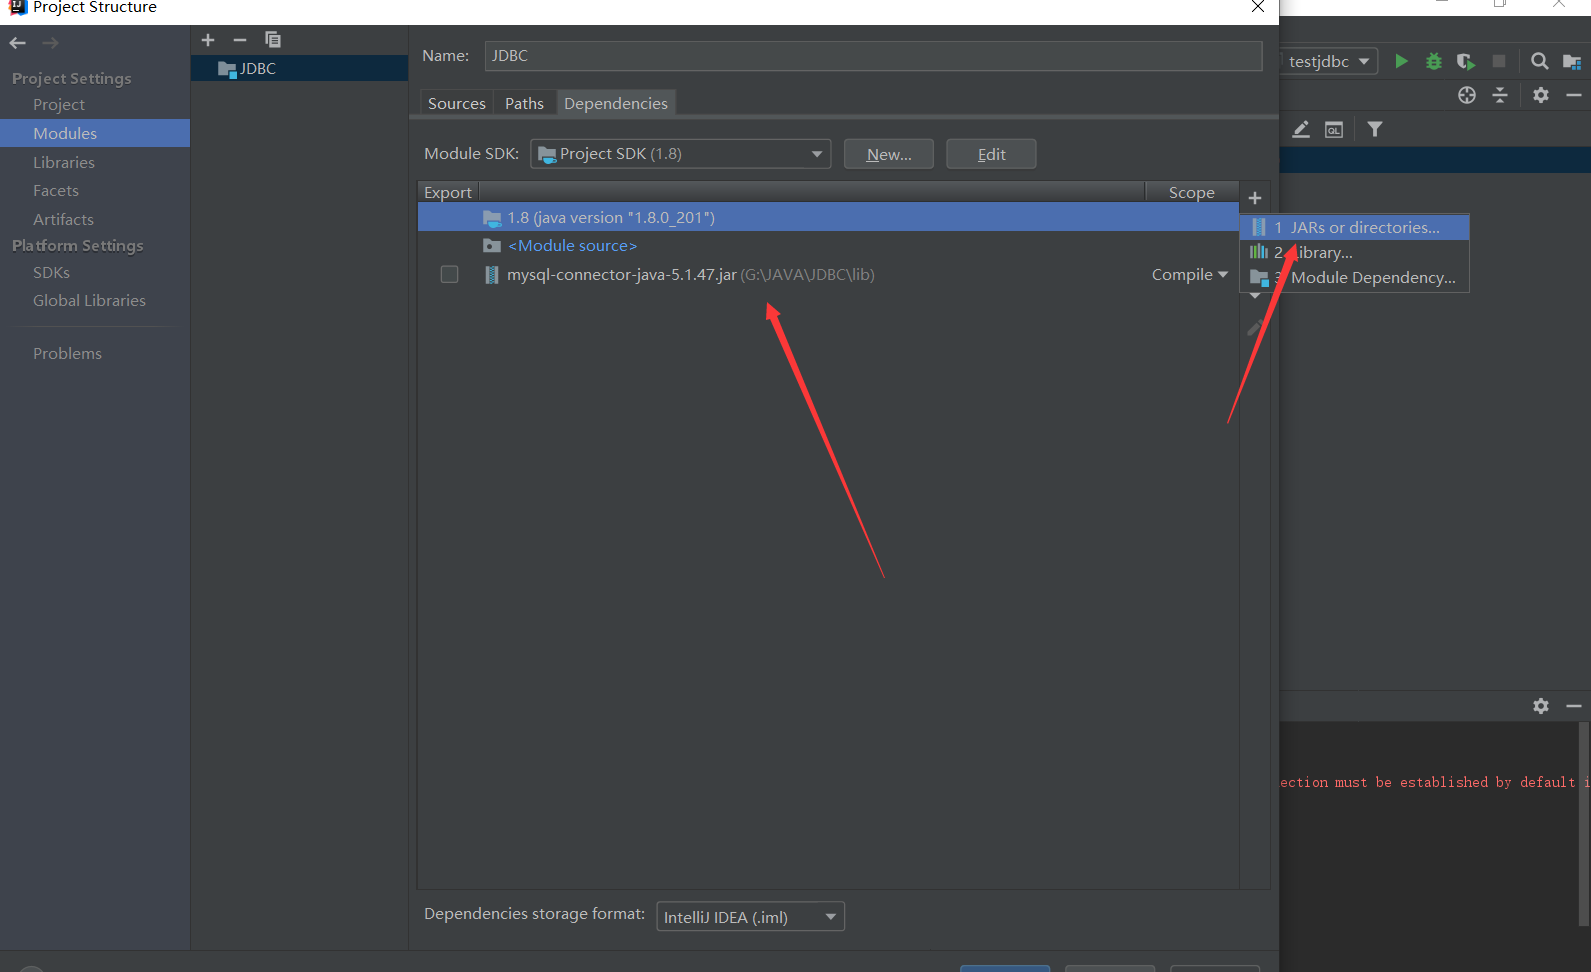 Project Structure
Project Settings
Project
Modules
Libraries
Facets
Artifacts
Platform Settings
SDKs
Global Libraries
Problems
JDBC
Name: JDBC
Sources Paths Dependencies
Module SDK: Project SDK (1.8) New... Edit
Export Scope
1.8 (java version "1.8.0_201")
<Module source>
mysql-connector-java-5.1.47.jar (G:\JAVA\JDBC\lib) Compile
1 JARs or directories...
2 Library...
3 Module Dependency...
Dependencies storage format: IntelliJ IDEA (.iml)
testjdbc
QL
ection must be established by default i